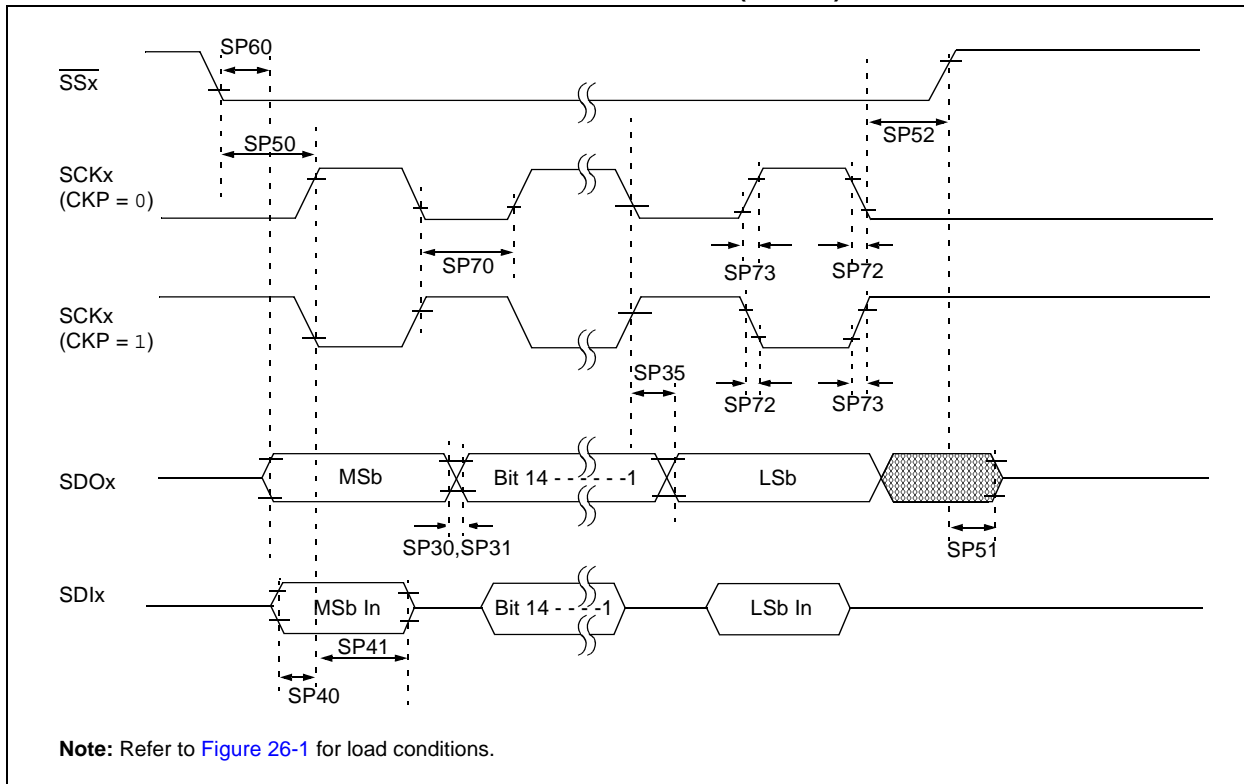 SP60
SSx
SP50
SP52
SCKx
(CKP = 0)
SP70
SP73
SP72
SCKx
(CKP = 1)
SP35
SP72
SP73
SDOx
MSb
Bit 14 - - - - - -1
LSb
SP30,SP31
SP51
SDIx
MSb In
Bit 14 - - - -1
LSb In
SP41
SP40
Note: Refer to Figure 26-1 for load conditions.